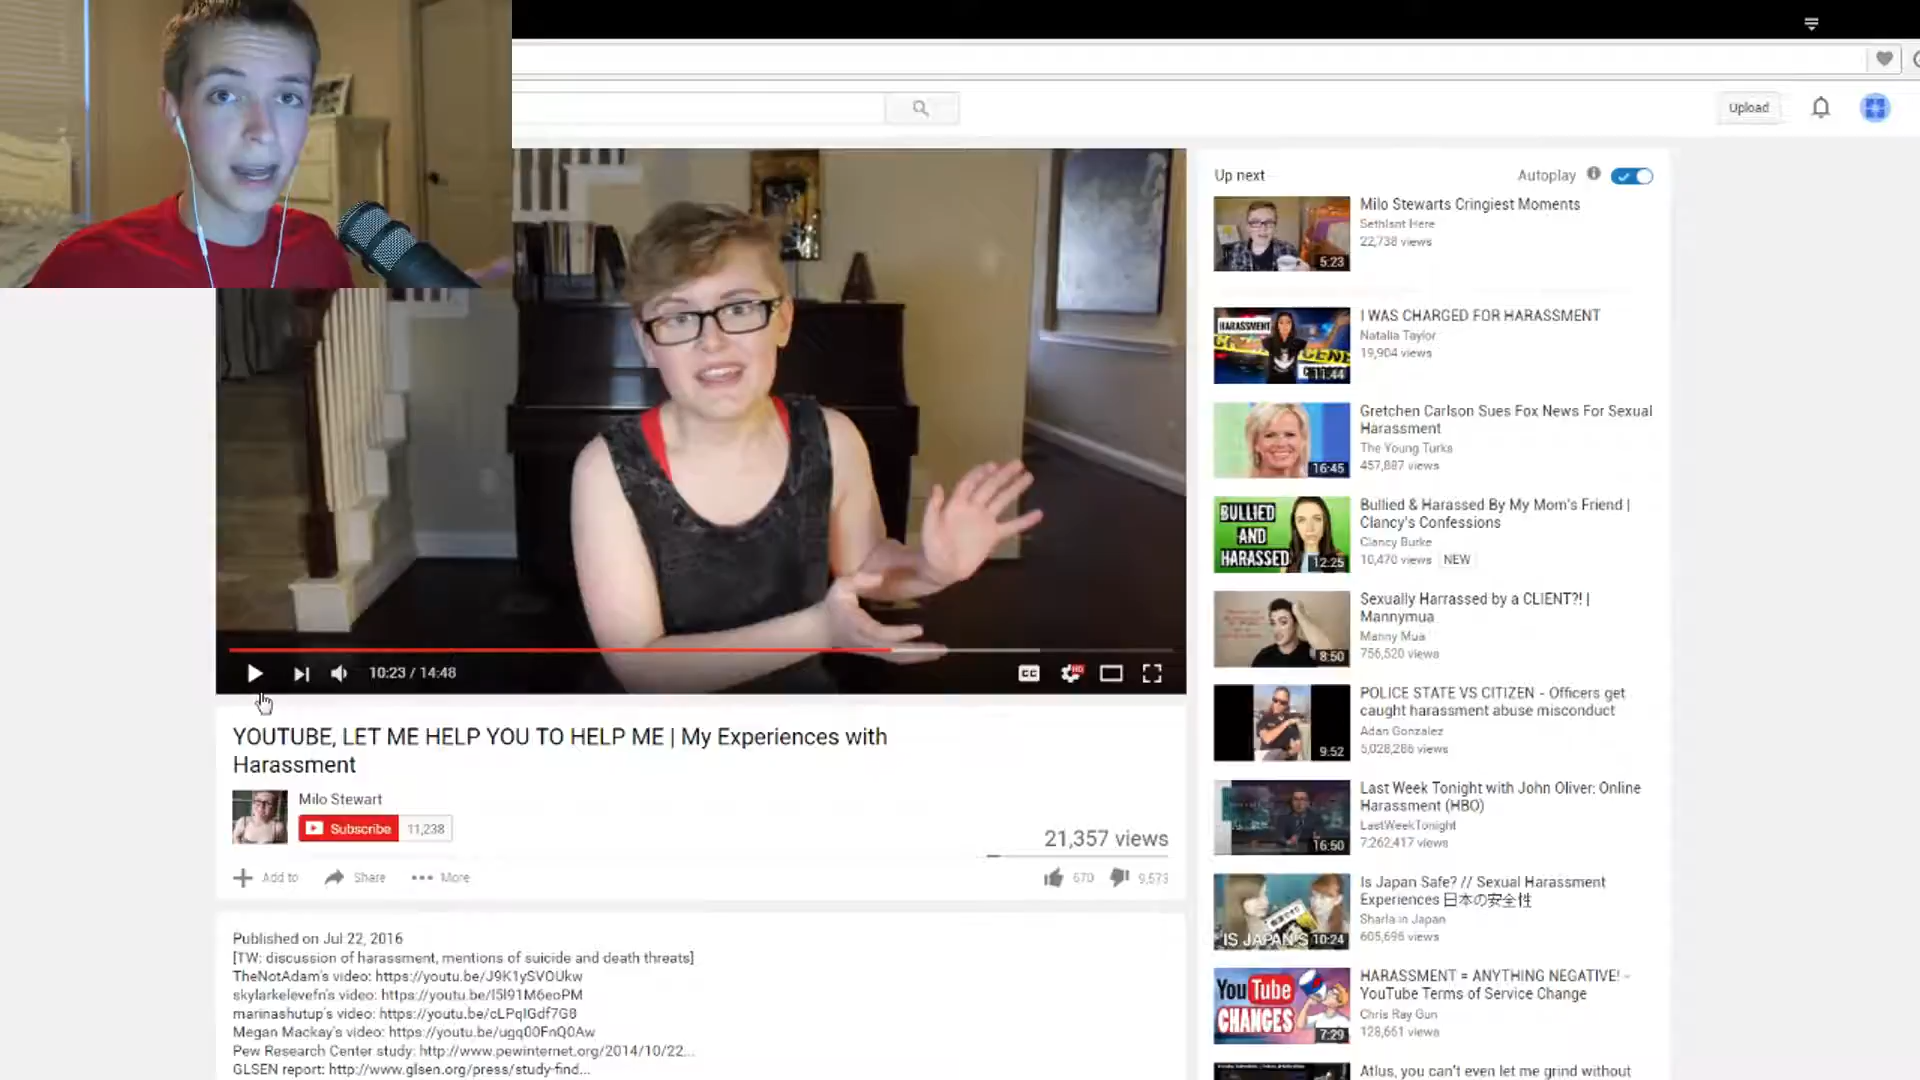 Upload
Up next
Autoplay
Milo Stewarts Cringiest Moments
SethIsnt Here
22,738 views
5:23
HARASSMENT
I WAS CHARGED FOR HARASSMENT
Natalia Taylor
19,904 views
11:44
Gretchen Carlson Sues Fox News For Sexual
Harassment
The Young Turks
457,887 views
16:45
BULLIED
AND
HARASSED
12:25
Bullied & Harassed By My Mom's Friend |
Clancy's Confessions
Clancy Burke
10,470 views NEW
Sexually Harrassed by a CLIENT?! |
Mannymua
Manny Mua
756,520 views
8:50
CC
HD
10:23 / 14:48
POLICE STATE VS CITIZEN - Officers get
caught harassment abuse misconduct
Adan Gonzalez
5,028,286 views
9:52
YOUTUBE, LET ME HELP YOU TO HELP ME | My Experiences with
Harassment
Milo Stewart
Subscribe 11,238
21,357 views
Add to Share More
670 9,573
Last Week Tonight with John Oliver: Online
Harassment (HBO)
LastWeekTonight
7,262,417 views
16:50
Is Japan Safe? // Sexual Harassment
Experiences 日本の安全性
Sharla in Japan
605,696 views
IS JAPAN'S 10:24
Published on Jul 22, 2016
[TW: discussion of harassment, mentions of suicide and death threats]
TheNotAdam's video: https://youtu.be/J9K1ySVOUkw
skylarkelevefn's video: https://youtu.be/I5l91M6eoPM
marinashutup's video: https://youtu.be/cLPqIGdf7G8
Megan Mackay's video: https://youtu.be/ugq00FnQ0Aw
Pew Research Center study: http://www.pewinternet.org/2014/10/22...
GLSEN report: http://www.glsen.org/press/study-find...
YouTube
CHANGES
7:29
HARASSMENT = ANYTHING NEGATIVE! -
YouTube Terms of Service Change
Chris Ray Gun
128,661 views
Atlus, you can't even let me grind without